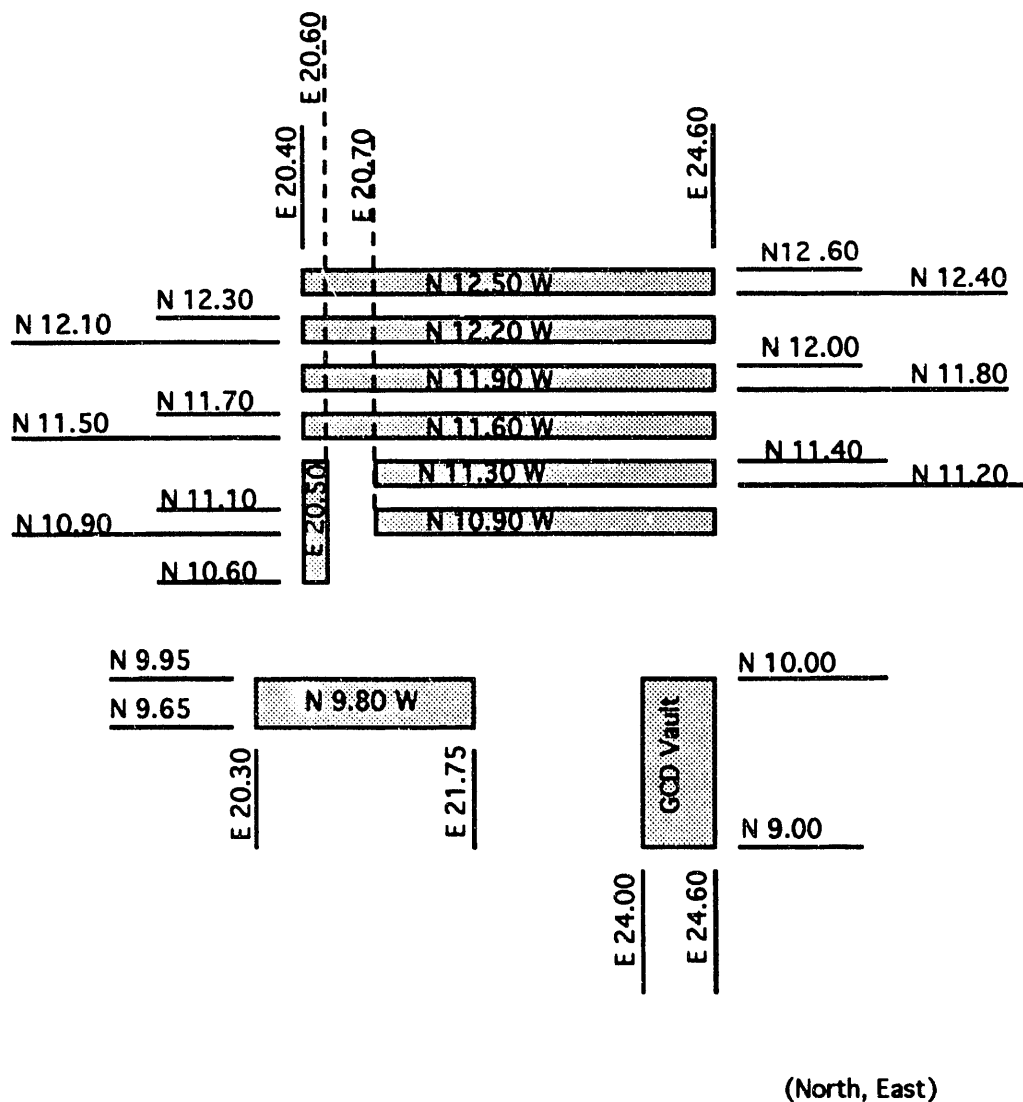 E 20.60
E 20.40
E 20.70
E 24.60
N12 .60
N 12.50 W
N 12.40
N 12.30
N 12.10
N 12.20 W
N 12.00
N 11.90 W
N 11.80
N 11.70
N 11.50
N 11.60 W
N 11.40
N 11.30 W
N 11.20
E 20.50
N 11.10
N 10.90
N 10.90 W
N 10.60
N 9.95
N 9.65
N 9.80 W
N 10.00
GCD Vault
E 20.30
E 21.75
N 9.00
E 24.00
E 24.60
(North, East)